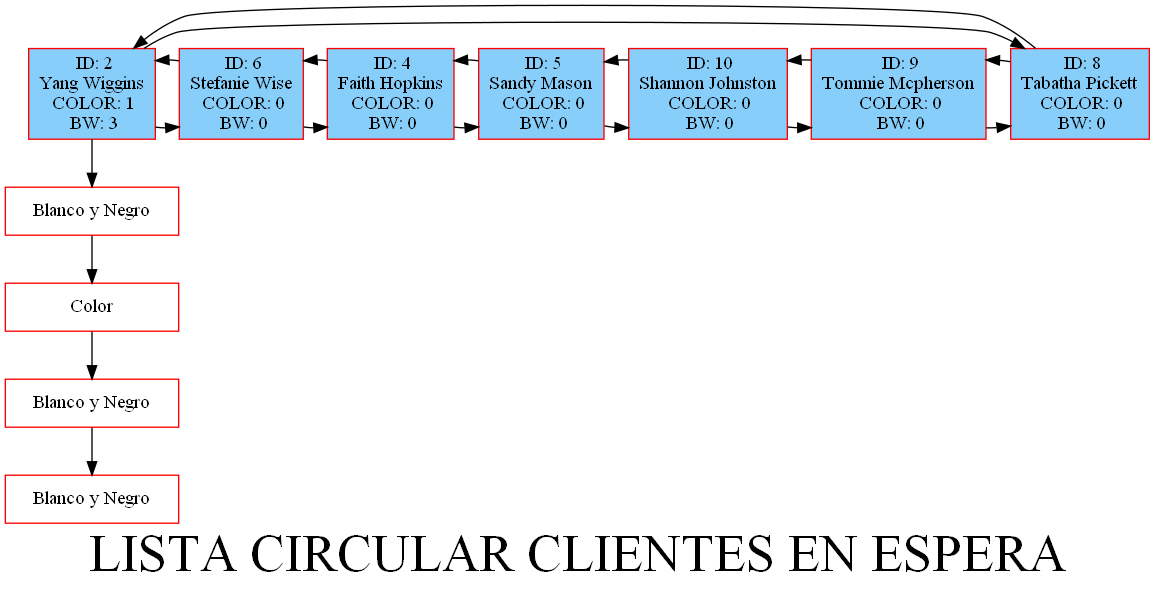 ID: 2
Yang Wiggins
COLOR: 1
BW: 3
ID: 6
Stefanie Wise
COLOR: 0
BW: 0
ID: 4
Faith Hopkins
COLOR: 0
BW: 0
ID: 5
Sandy Mason
COLOR: 0
BW: 0
ID: 10
Shannon Johnston
COLOR: 0
BW: 0
ID: 9
Tommie Mcpherson
COLOR: 0
BW: 0
ID: 8
Tabatha Pickett
COLOR: 0
BW: 0
Blanco y Negro
Color
Blanco y Negro
Blanco y Negro
LISTA CIRCULAR CLIENTES EN ESPERA